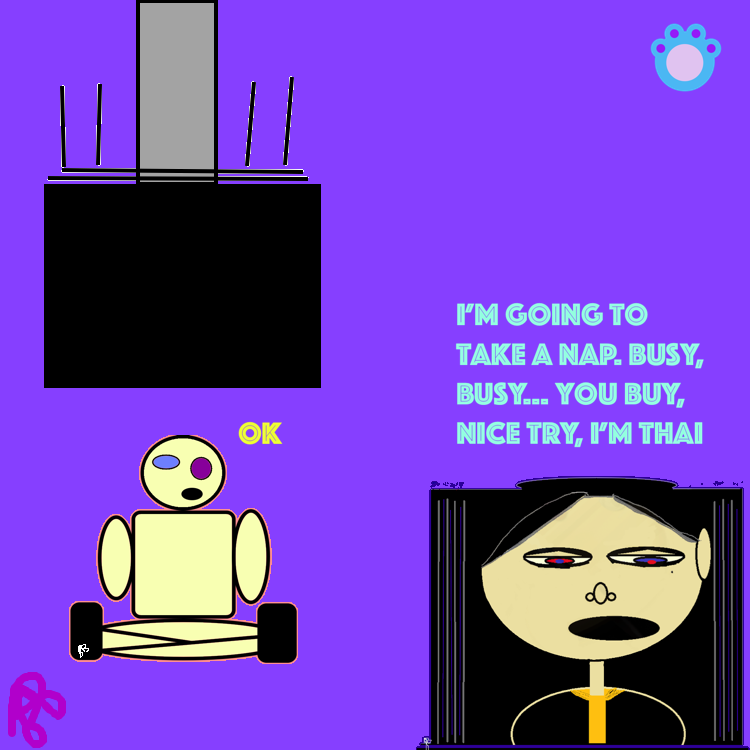 I'M GOING TO
TAKE A NAP. BUSY,
BUSY... YOU BUY,
NICE TRY, I'M THAI
OK